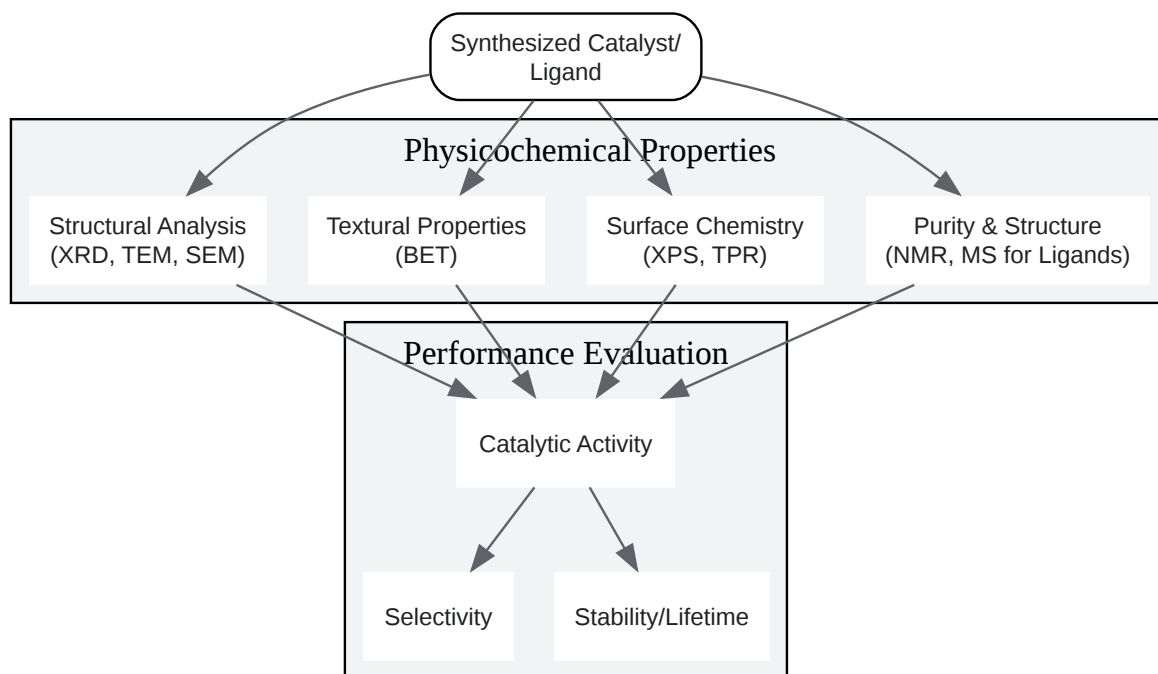 Synthesized Catalyst/
Ligand
Physicochemical Properties
Structural Analysis
(XRD, TEM, SEM)
Textural Properties
(BET)
Surface Chemistry
(XPS, TPR)
Purity & Structure
(NMR, MS for Ligands)
Performance Evaluation
Catalytic Activity
Selectivity
Stability/Lifetime